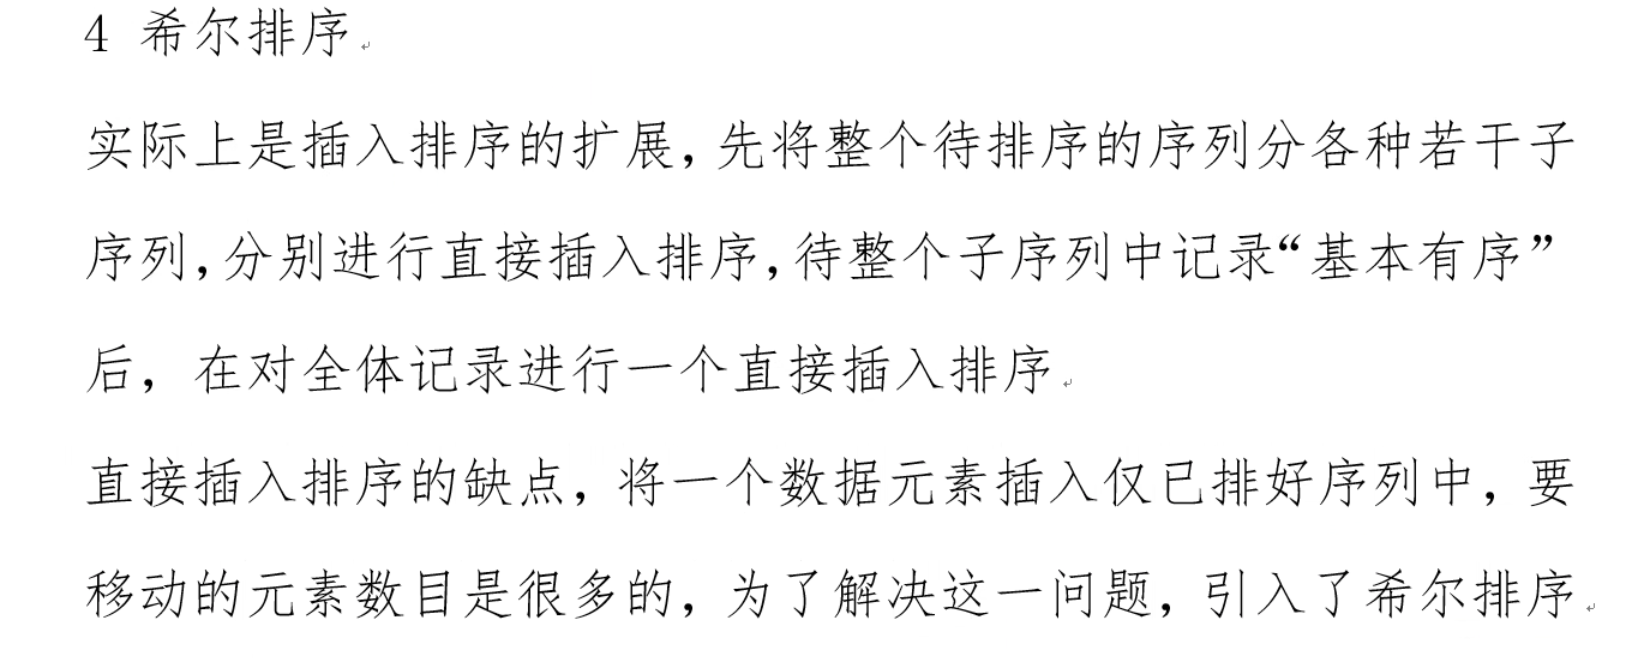 4 希尔排序
实际上是插入排序的扩展，先将整个待排序的序列分各种若干子
序列，分别进行直接插入排序，待整个子序列中记录“基本有序”
后，在对全体记录进行一个直接插入排序
直接插入排序的缺点，将一个数据元素插入仅已排好序列中，要
移动的元素数目是很多的，为了解决这一问题，引入了希尔排序